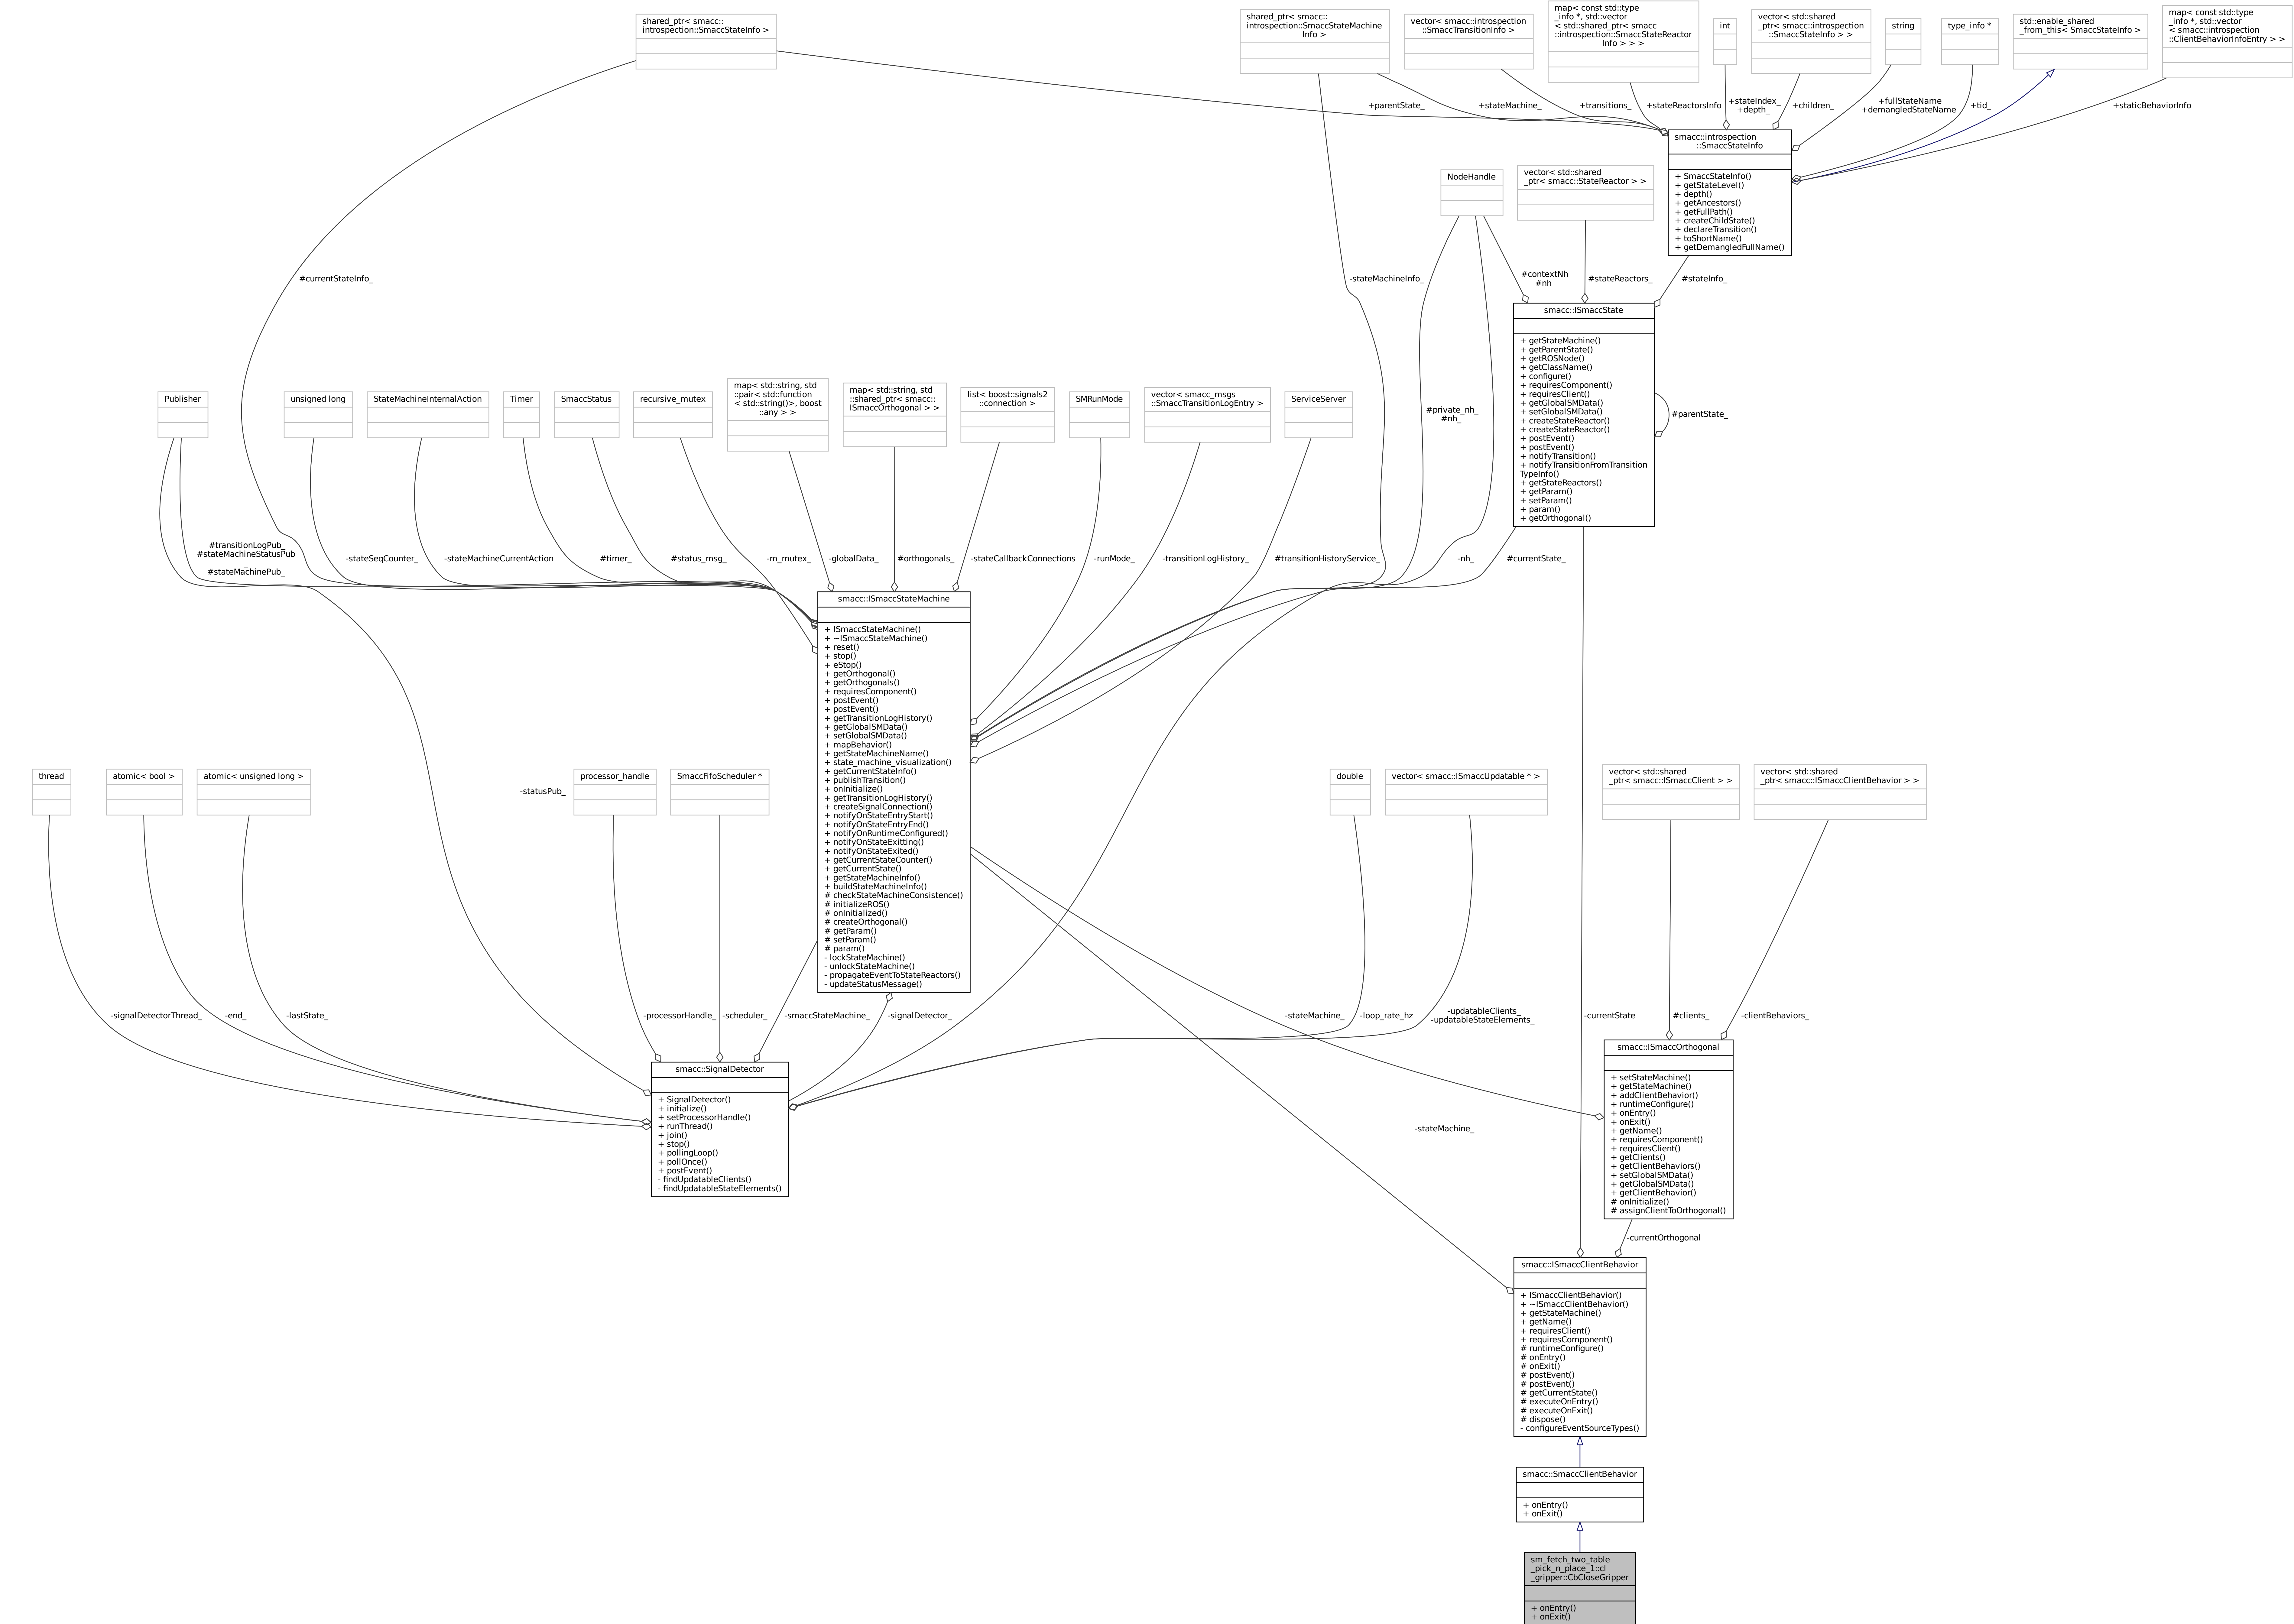 shared_ptr< smacc::
introspection::SmaccStateInfo >
shared_ptr< smacc::
introspection::SmaccStateMachine
Info >
vector< smacc::introspection
::SmaccTransitionInfo >
map< const std::type
_info *, std::vector
< std::shared_ptr< smacc
::introspection::SmaccStateReactor
Info > > >
int
vector< std::shared
_ptr< smacc::introspection
::SmaccStateInfo > >
string
type_info *
std::enable_shared
_from_this< SmaccStateInfo >
map< const std::type
_info *, std::vector
< smacc::introspection
::ClientBehaviorInfoEntry > >
+parentState_
+stateMachine_
+transitions_
+stateReactorsInfo
+stateIndex_
+depth_
+children_
+fullStateName
+demangledStateName
+tid_
+staticBehaviorInfo
smacc::introspection
::SmaccStateInfo
+ SmaccStateInfo()
+ getStateLevel()
+ depth()
+ getAncestors()
+ getFullPath()
+ createChildState()
+ declareTransition()
+ toShortName()
+ getDemangledFullName()
NodeHandle
vector< std::shared
_ptr< smacc::StateReactor > >
#currentStateInfo_
-stateMachineInfo_
#contextNh
#nh
#stateReactors_
#stateInfo_
smacc::ISmaccState
+ getStateMachine()
+ getParentState()
+ getROSNode()
+ getClassName()
+ configure()
+ requiresComponent()
+ requiresClient()
+ getGlobalSMData()
+ setGlobalSMData()
+ createStateReactor()
+ createStateReactor()
+ postEvent()
+ postEvent()
+ notifyTransition()
+ notifyTransitionFromTransition
TypeInfo()
+ getStateReactors()
+ getParam()
+ setParam()
+ param()
+ getOrthogonal()
#parentState_
Publisher
unsigned long
StateMachineInternalAction
Timer
SmaccStatus
recursive_mutex
map< std::string, std
::pair< std::function
< std::string()>, boost
::any > >
map< std::string, std
::shared_ptr< smacc::
ISmaccOrthogonal > >
list< boost::signals2
::connection >
SMRunMode
vector< smacc_msgs
::SmaccTransitionLogEntry >
ServiceServer
#private_nh_
#nh_
#transitionLogPub_
#stateMachineStatusPub
_
#stateMachinePub_
-stateSeqCounter_
-stateMachineCurrentAction
#timer_
#status_msg_
-m_mutex_
-globalData_
#orthogonals_
-stateCallbackConnections
-runMode_
-transitionLogHistory_
#transitionHistoryService_
-nh_
#currentState_
smacc::ISmaccStateMachine
+ ISmaccStateMachine()
+ ~ISmaccStateMachine()
+ reset()
+ stop()
+ eStop()
+ getOrthogonal()
+ getOrthogonals()
+ requiresComponent()
+ postEvent()
+ postEvent()
+ getTransitionLogHistory()
+ getGlobalSMData()
+ setGlobalSMData()
+ mapBehavior()
+ getStateMachineName()
+ state_machine_visualization()
+ getCurrentStateInfo()
+ publishTransition()
+ onInitialize()
+ getTransitionLogHistory()
+ createSignalConnection()
+ notifyOnStateEntryStart()
+ notifyOnStateEntryEnd()
+ notifyOnRuntimeConfigured()
+ notifyOnStateExitting()
+ notifyOnStateExited()
+ getCurrentStateCounter()
+ getCurrentState()
+ getStateMachineInfo()
+ buildStateMachineInfo()
# checkStateMachineConsistence()
# initializeROS()
# onInitialized()
# createOrthogonal()
# getParam()
# setParam()
# param()
- lockStateMachine()
- unlockStateMachine()
- propagateEventToStateReactors()
- updateStatusMessage()
thread
atomic< bool >
atomic< unsigned long >
-statusPub_
processor_handle
SmaccFifoScheduler *
double
vector< smacc::ISmaccUpdatable * >
vector< std::shared
_ptr< smacc::ISmaccClient > >
vector< std::shared
_ptr< smacc::ISmaccClientBehavior > >
-signalDetectorThread_
-end_
-lastState_
-processorHandle_
-scheduler_
-smaccStateMachine_
-signalDetector_
-stateMachine_
-loop_rate_hz
-updatableClients_
-updatableStateElements_
-currentState
#clients_
-clientBehaviors_
smacc::SignalDetector
+ SignalDetector()
+ initialize()
+ setProcessorHandle()
+ runThread()
+ join()
+ stop()
+ pollingLoop()
+ pollOnce()
+ postEvent()
- findUpdatableClients()
- findUpdatableStateElements()
smacc::ISmaccOrthogonal
+ setStateMachine()
+ getStateMachine()
+ addClientBehavior()
+ runtimeConfigure()
+ onEntry()
+ onExit()
+ getName()
+ requiresComponent()
+ requiresClient()
+ getClients()
+ getClientBehaviors()
+ setGlobalSMData()
+ getGlobalSMData()
+ getClientBehavior()
# onInitialize()
# assignClientToOrthogonal()
-stateMachine_
-currentOrthogonal
smacc::ISmaccClientBehavior
+ ISmaccClientBehavior()
+ ~ISmaccClientBehavior()
+ getStateMachine()
+ getName()
+ requiresClient()
+ requiresComponent()
# runtimeConfigure()
# onEntry()
# onExit()
# postEvent()
# postEvent()
# getCurrentState()
# executeOnEntry()
# executeOnExit()
# dispose()
- configureEventSourceTypes()
smacc::SmaccClientBehavior
+ onEntry()
+ onExit()
sm_fetch_two_table
_pick_n_place_1::cl
_gripper::CbCloseGripper
+ onEntry()
+ onExit()